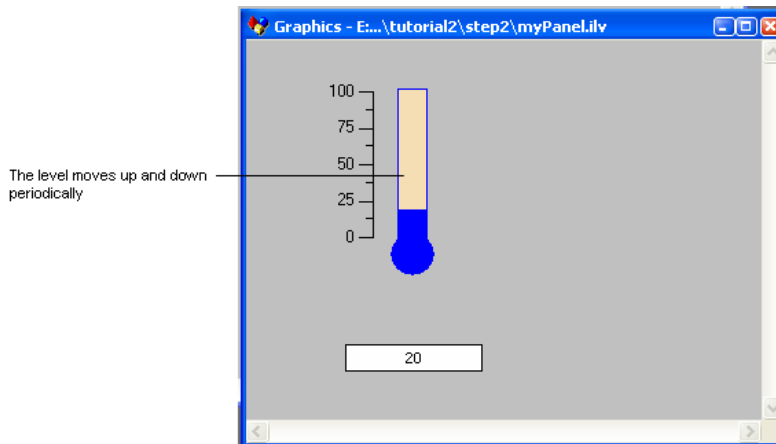 Graphics - E:...\tutorial2\step2\myPanel.ilv
100
75
50
25
0
The level moves up and down
periodically
20